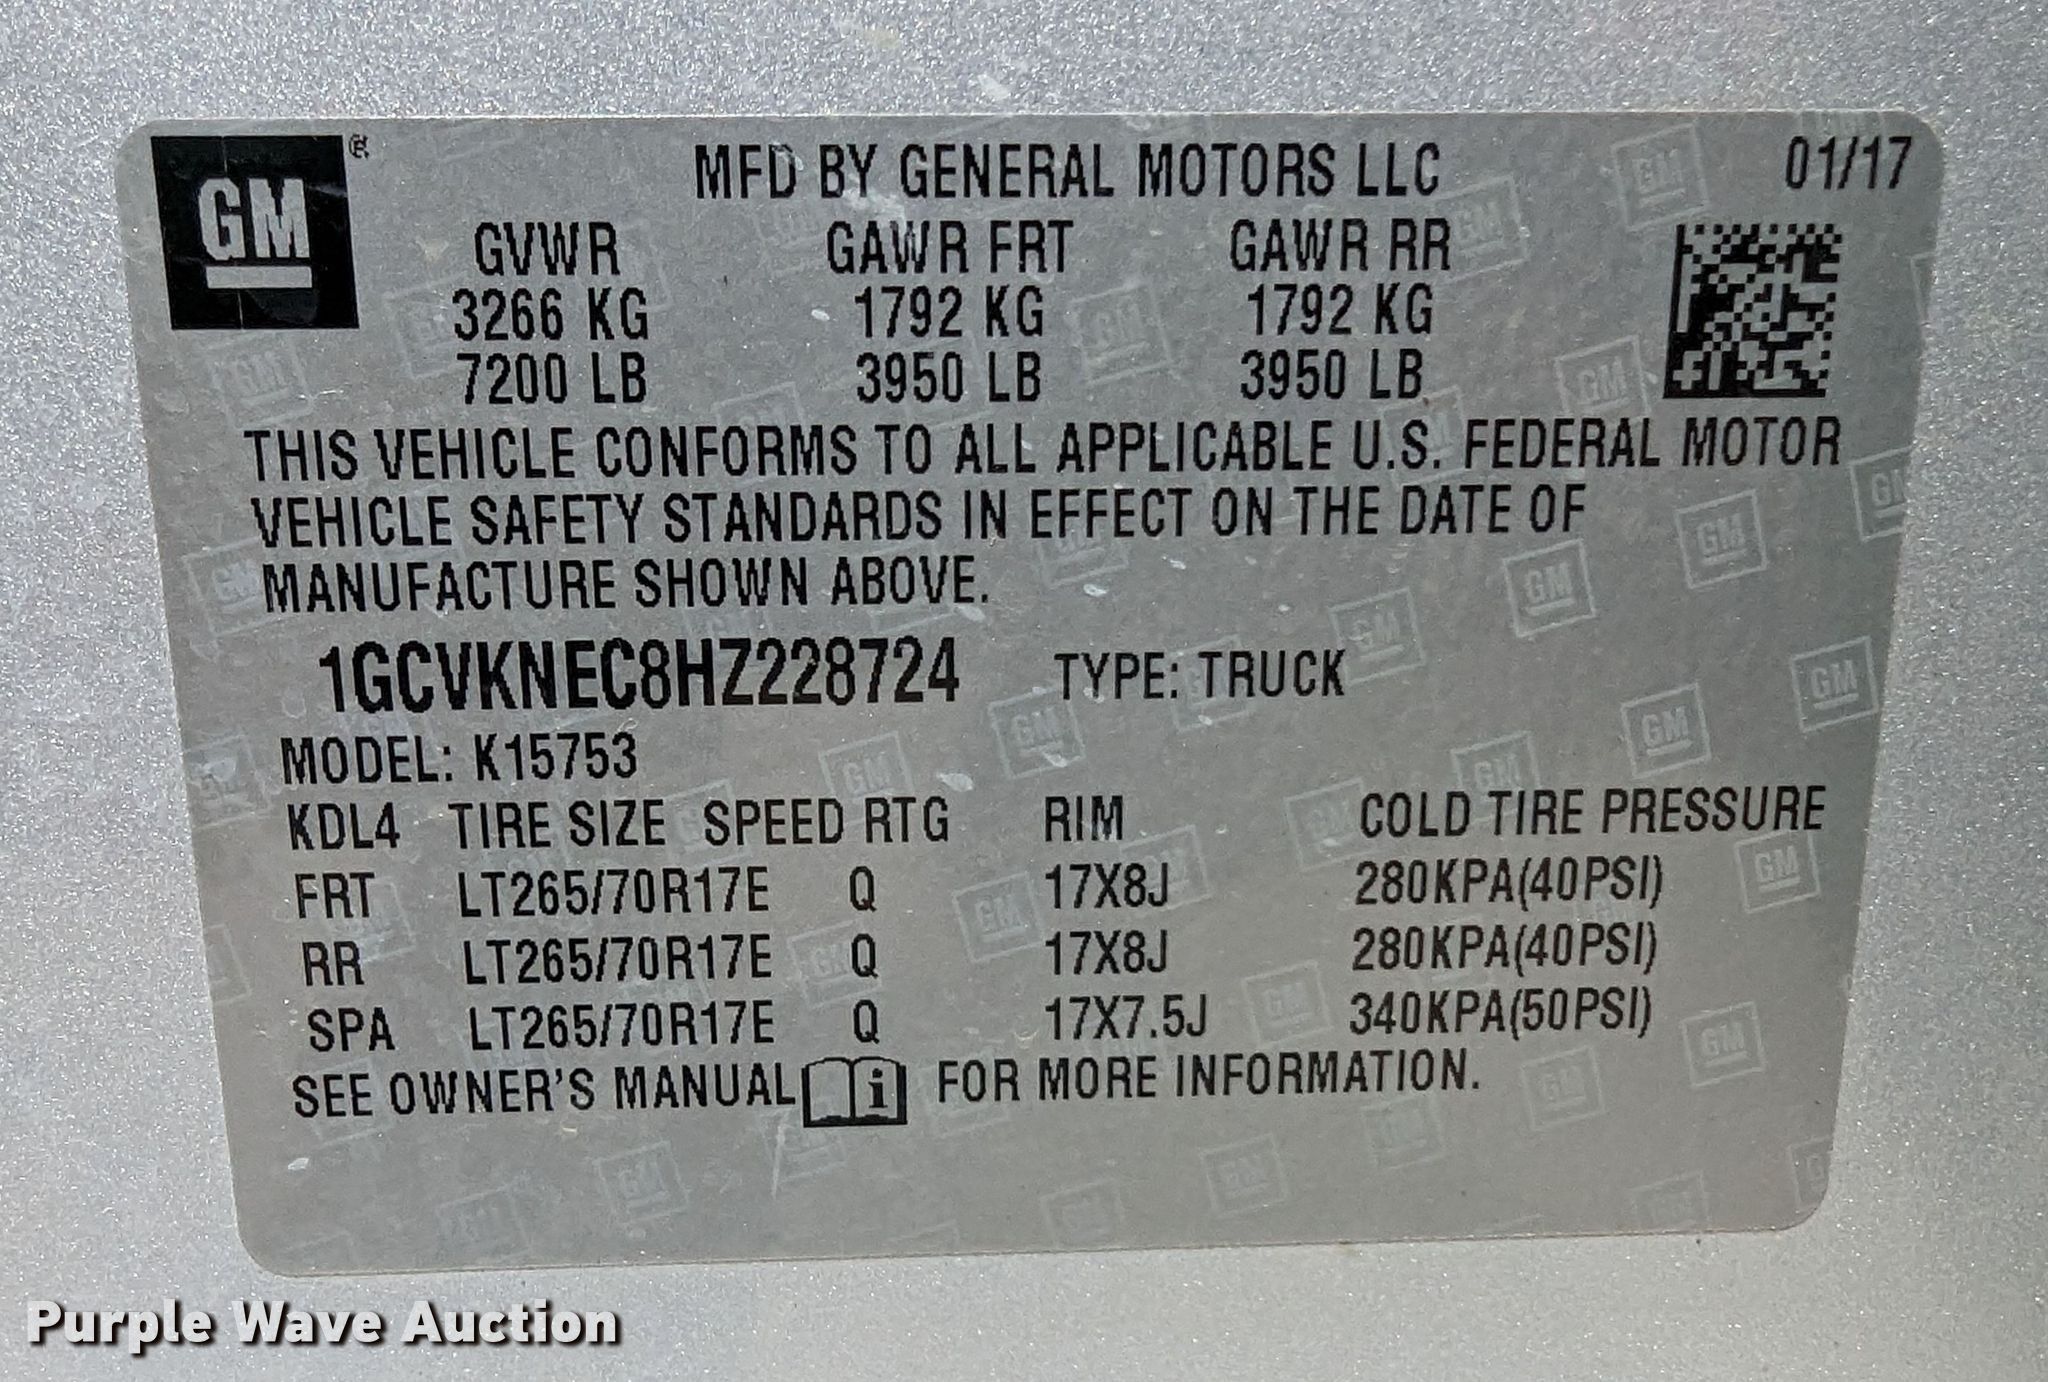 GM ®
MFD BY GENERAL MOTORS LLC 01/17
GVWR GAWR FRT GAWR RR
3266 KG 1792 KG 1792 KG
7200 LB 3950 LB 3950 LB
THIS VEHICLE CONFORMS TO ALL APPLICABLE U.S. FEDERAL MOTOR
VEHICLE SAFETY STANDARDS IN EFFECT ON THE DATE OF
MANUFACTURE SHOWN ABOVE.
1GCVKNEC8HZ228724 TYPE: TRUCK
MODEL: K15753
KDL4 TIRE SIZE SPEED RTG RIM COLD TIRE PRESSURE
FRT LT265/70R17E Q 17X8J 280KPA(40PSI)
RR LT265/70R17E Q 17X8J 280KPA(40PSI)
SPA LT265/70R17E Q 17X7.5J 340KPA(50PSI)
SEE OWNER'S MANUAL i FOR MORE INFORMATION.
Purple Wave Auction